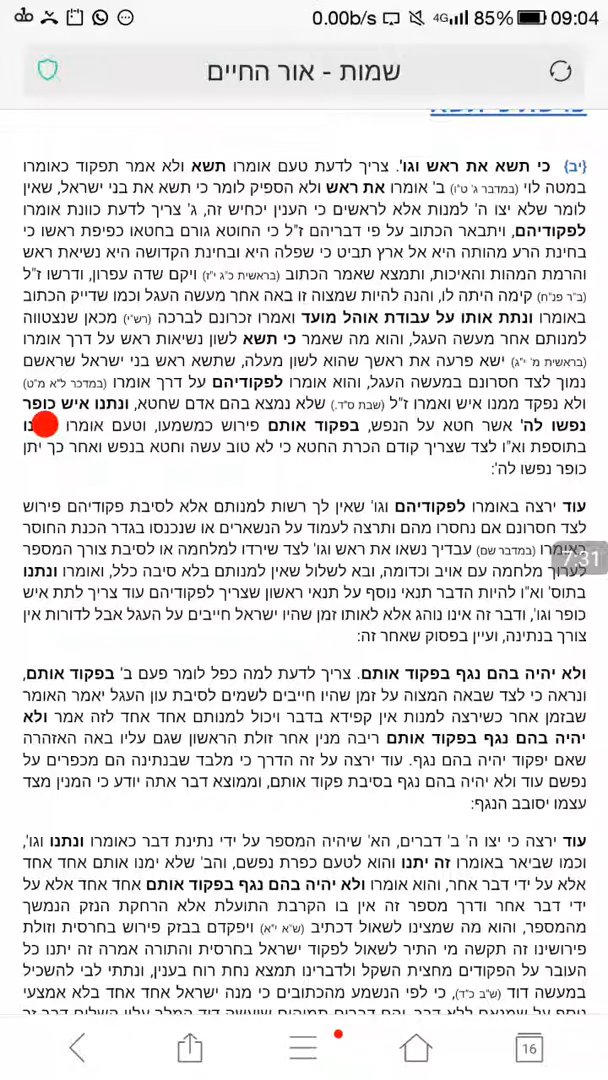 0.00b/s 4G 85% 09:04
שמות - אור החיים
{יב} כי תשא את ראש וגו'. צריך לדעת טעם אומרו תשא ולא אמר תפקוד כאומרו
במטה לוי (במדבר ג' ט"ו) ב' אומרו את ראש ולא הספיק לומר כי תשא את בני ישראל, שאין
לומר שלא יצו ה' למנות אלא לראשים כי הענין יכחיש זה, ג' צריך לדעת כוונת אומרו
לפקודיהם, ויתבאר הכתוב על פי דבריהם ז"ל כי החוטא גורם בחטאו כפיפת ראשו כי
בחינת הרע מהותה היא אל ארץ תביט כי שפלה היא ובחינת הקדושה היא נשיאת ראש
והרמת המהות והאיכות, ותמצא שאמר הכתוב (בראשית כ"ג י"ז) ויקם שדה עפרון, ודרשו ז"ל
(ב"ר פנ"ח) קימה היתה לו, והנה להיות שמצוה זו באה אחר מעשה העגל וכמו שדייק הכתוב
באומרו ונתת אותו על עבודת אוהל מועד ואמרו זכרונם לברכה (רש"י) מכאן שנצטווה
למנותם אחר מעשה העגל, והוא מה שאמר כי תשא לשון נשיאות ראש על דרך אומרו
(בראשית מ' י"ג) ישא פרעה את ראשך שהוא לשון מעלה, שתשא ראש בני ישראל שראשם
נמוך לצד חסרונם במעשה העגל, והוא אומרו לפקודיהם על דרך אומרו (במדבר ל"א מ"ט)
ולא נפקד ממנו איש ואמרו ז"ל (שבת ס"ד.) שלא נמצא בהם אדם שחטא, ונתנו איש כופר
נפשו לה' אשר חטא על הנפש, בפקוד אותם פירוש כמשמעו, וטעם אומרו
בתוספת וא"ו לצד שצריך קודם הכרת החטא כי לא טוב עשה וחטא בנפש ואחר כך יתן
כופר נפשו לה':
עוד ירצה באומרו לפקודיהם וגו' שאין לך רשות למנותם אלא לסיבת פקודיהם פירוש
לצד חסרונם אם נחסרו מהם ותרצה לעמוד על הנשארים או שנכנסו בגדר הכנת החוסר
כאומרו (במדבר שם) עבדיך נשאו את ראש וגו' לצד שירדו למלחמה או לסיבת צורך המספר
לערוך מלחמה עם אויב וכדומה, ובא לשלול שאין למנותם בלא סיבה כלל, ואומרו ונתנו
בתוס' וא"ו להיות הדבר תנאי נוסף על תנאי ראשון שצריך לפקודיהם עוד צריך לתת איש
כופר וגו', ודבר זה אינו נוהג אלא לאותו זמן שהיו ישראל חייבים על העגל אבל לדורות אין
צורך בנתינה, ועיין בפסוק שאחר זה:
7:31
ולא יהיה בהם נגף בפקוד אותם. צריך לדעת למה כפל לומר פעם ב' בפקוד אותם,
ונראה כי לצד שבאה המצוה על זמן שהיו חייבים לשמים לסיבת עון העגל יאמר האומר
שבזמן אחר כשירצה למנות אין קפידא בדבר ויכול למנותם אחד אחד לזה אמר ולא
יהיה בהם נגף בפקוד אותם ריבה מנין אחר זולת הראשון שגם עליו באה האזהרה
שאם יפקוד יהיה בהם נגף. עוד ירצה על זה הדרך כי מלבד שבנתינה הם מכפרים על
נפשם עוד ולא יהיה בהם נגף בסיבת פקוד אותם, וממוצא דבר אתה יודע כי המנין מצד
עצמו יסובב הנגף:
עוד ירצה כי יצו ה' ב' דברים, הא' שיהיה המספר על ידי נתינת דבר כאומרו ונתנו וגו',
וכמו שביאר באומרו זה יתנו והוא לטעם כפרת נפשם, והב' שלא ימנו אותם אחד אחד
אלא על ידי דבר אחר, והוא אומרו ולא יהיה בהם נגף בפקוד אותם אחד אחד אלא על
ידי דבר אחר ודרך מספר זה אין בו הקרבת התועלת אלא הרחקת הנזק הנמשך
מהמספר, והוא מה שמצינו לשאול דכתיב (ש"א י"א) ויפקדם בבזק פירוש בחרסית וזולת
פירושינו זה תקשה מי התיר לשאול לפקוד ישראל בחרסית והתורה אמרה זה יתנו כל
העובר על הפקודים מחצית השקל ולדברינו תמצא נחת רוח בענין, ונתתי לבי להשכיל
במעשה דוד (ש"ב כ"ד), כי לפי הנשמע מהכתובים כי מנה ישראל אחד אחד בלא אמצעי
16